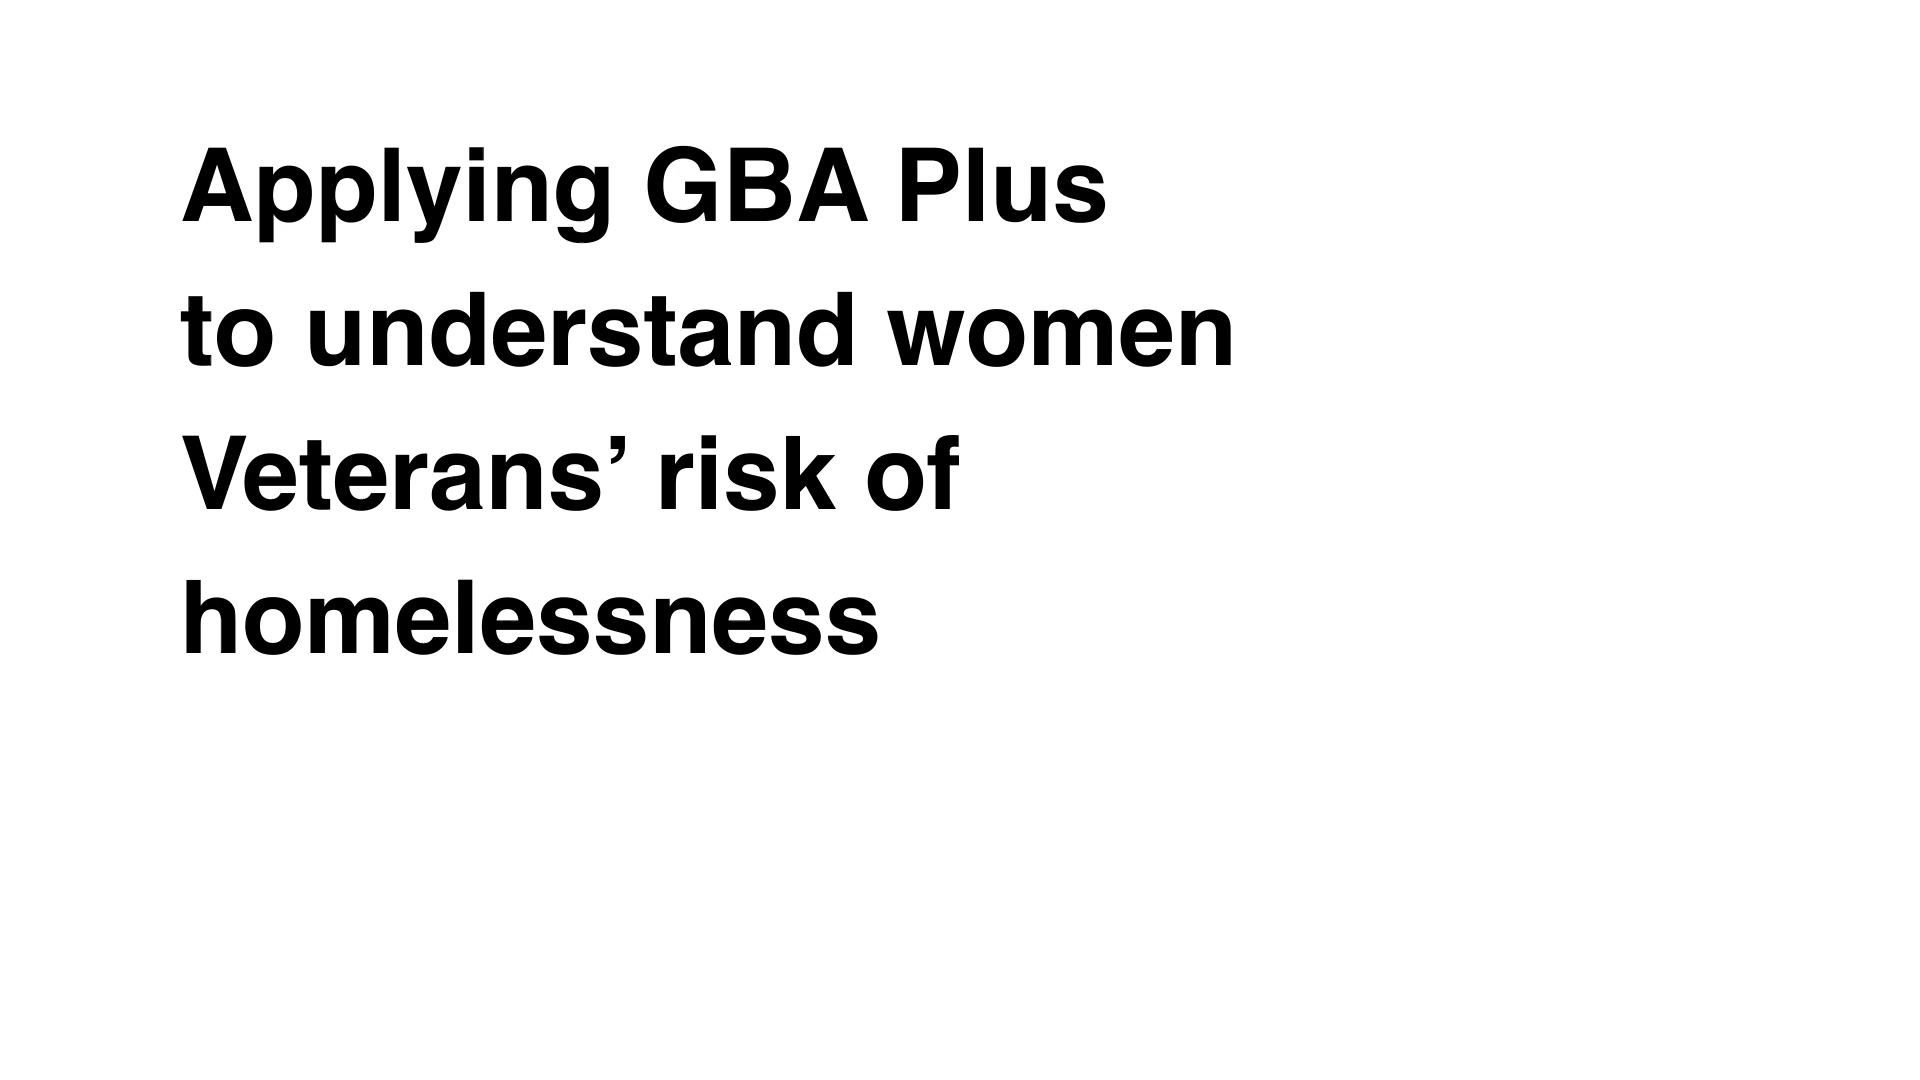 Applying GBA Plus
to understand women
Veterans’ risk of
homelessness